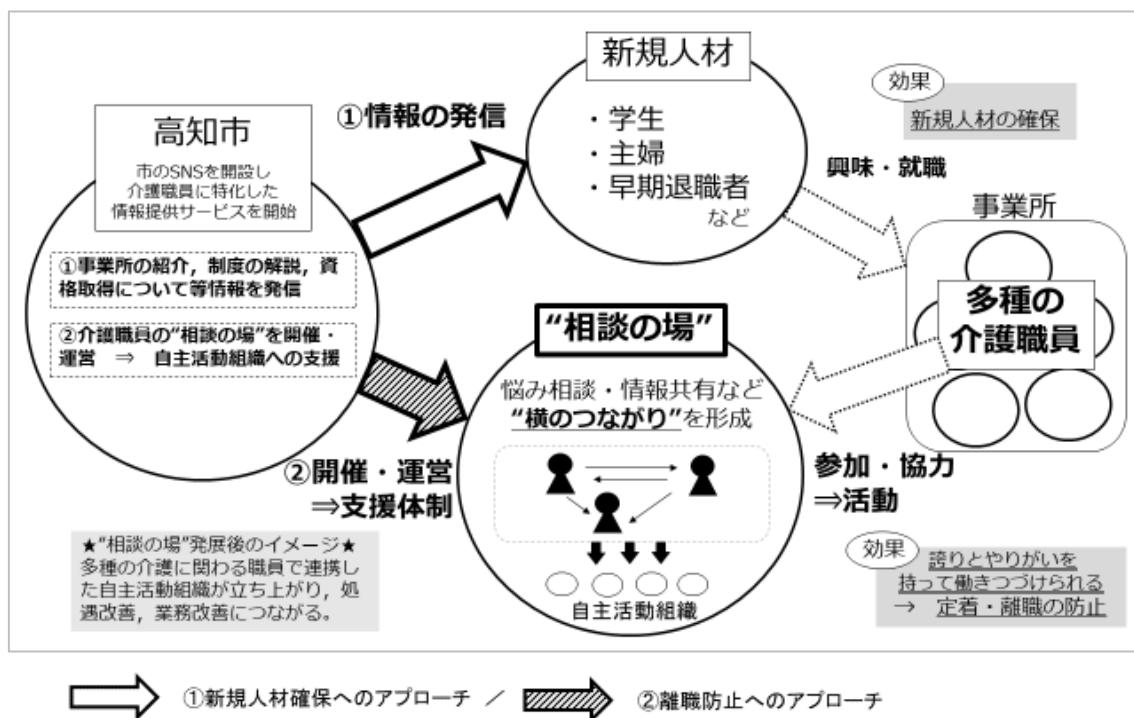 高知市
市のSNSを開設し
介護職員に特化した
情報提供サービスを開始
①事業所の紹介，制度の解説，資
格取得について等情報を発信
②介護職員の“相談の場”を開催・
運営　⇒　自主活動組織への支援
①情報の発信
新規人材
・学生
・主婦
・早期退職者
など
効果
新規人材の確保
興味・就職
事業所
多種の
介護職員
“相談の場”
悩み相談・情報共有など
“横のつながり”を形成
自主活動組織
②開催・運営
⇒支援体制
参加・協力
⇒活動
★“相談の場”発展後のイメージ★
多種の介護に関わる職員で連携し
た自主活動組織が立ち上がり，処
遇改善，業務改善につながる。
効果
誇りとやりがいを
持って働きつづけられる
→　定着・離職の防止
①新規人材確保へのアプローチ ／ ②離職防止へのアプローチ